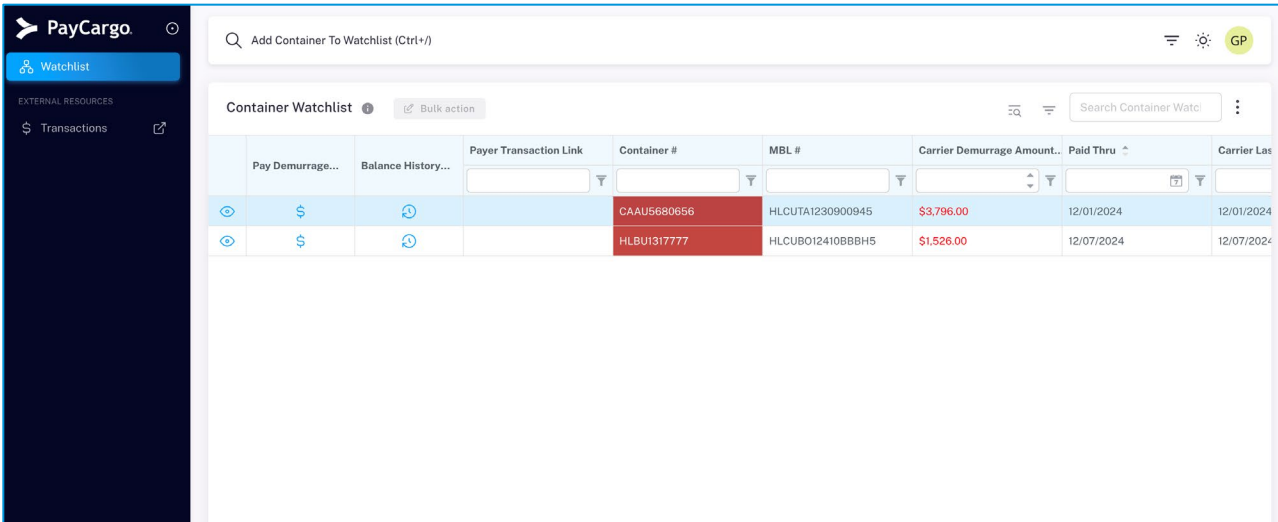 PayCargo.
Watchlist
EXTERNAL RESOURCES
$ Transactions
Add Container To Watchlist (Ctrl+/)
GP
Container Watchlist
Bulk action
Search Container Watc
Pay Demurrage...
Balance History...
Payer Transaction Link
Container #
MBL #
Carrier Demurrage Amount..
Paid Thru
Carrier Las
7
$
CAAU5680656
HLCUTA1230900945
$3,796.00
12/01/2024
12/01/2024
$
HLBU1317777
HLCUBO12410BBBH5
$1,526.00
12/07/2024
12/07/2024